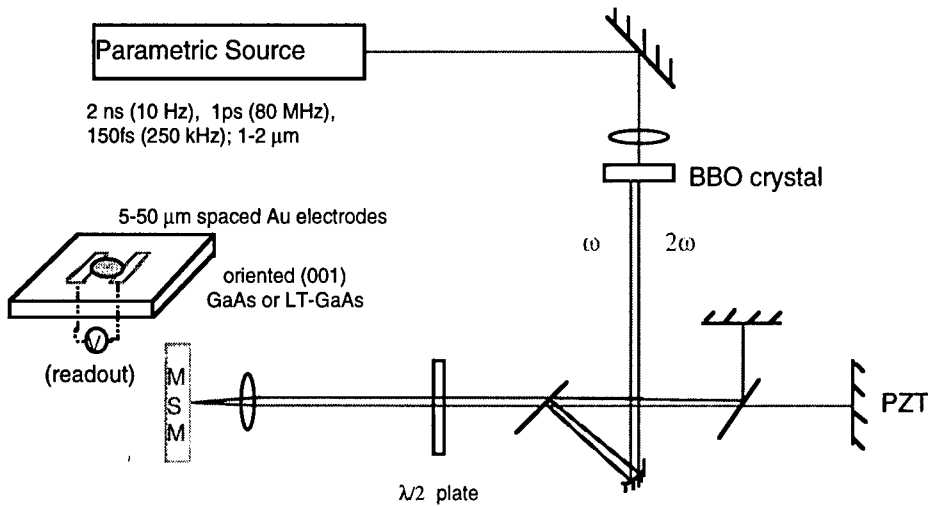 Parametric Source
2 ns (10 Hz), 1ps (80 MHz),
150fs (250 kHz); 1-2 μm
BBO crystal
5-50 μm spaced Au electrodes
ω 2ω
oriented (001)
GaAs or LT-GaAs
V
(readout)
M
S
M
PZT
λ/2 plate